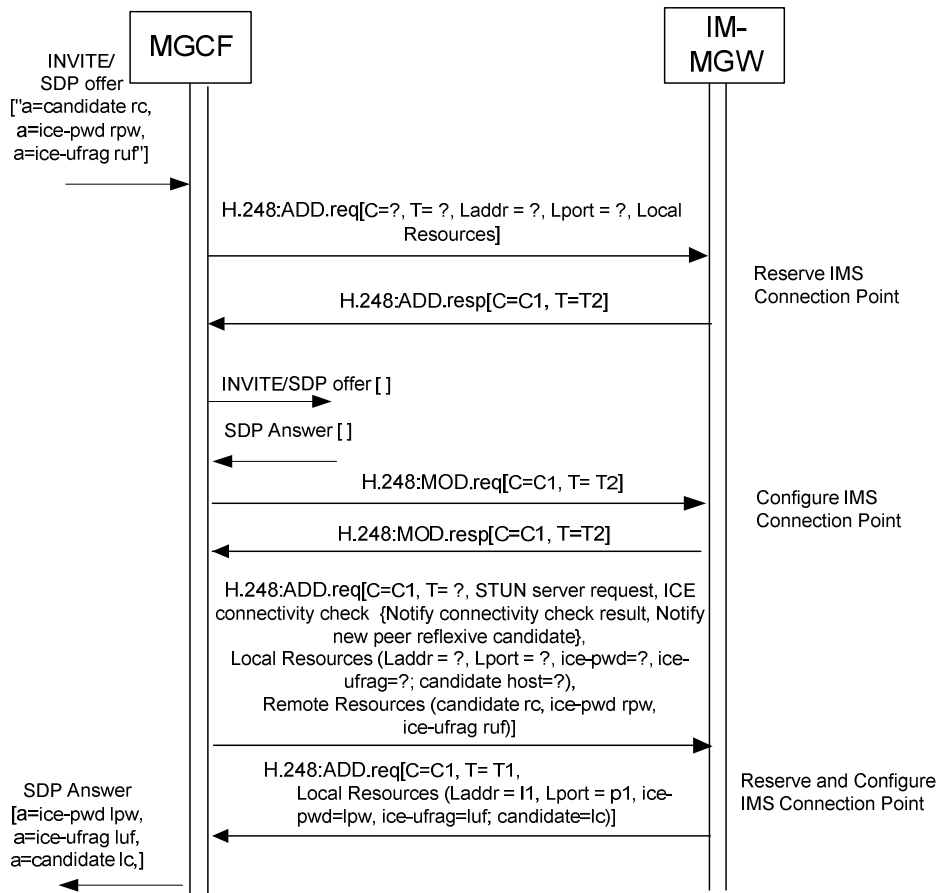 MGCF
IM-
MGW
INVITE/
SDP offer
["a=candidate rc,
a=ice-pwd rpw,
a=ice-ufrag ruf"]
H.248:ADD.req[C=?, T= ?, Laddr = ?, Lport = ?, Local
Resources]
Reserve IMS
Connection Point
H.248:ADD.resp[C=C1, T=T2]
INVITE/SDP offer [ ]
SDP Answer [ ]
H.248:MOD.req[C=C1, T= T2]
Configure IMS
Connection Point
H.248:MOD.resp[C=C1, T=T2]
H.248:ADD.req[C=C1, T= ?, STUN server request, ICE
connectivity check {Notify connectivity check result, Notify
new peer reflexive candidate},
Local Resources (Laddr = ?, Lport = ?, ice-pwd=?, ice-
ufrag=?; candidate host=?),
Remote Resources (candidate rc, ice-pwd rpw,
ice-ufrag ruf)]
H.248:ADD.req[C=C1, T= T1,
Local Resources (Laddr = l1, Lport = p1, ice-
pwd=lpw, ice-ufrag=luf; candidate=lc)]
Reserve and Configure
IMS Connection Point
SDP Answer
[a=ice-pwd lpw,
a=ice-ufrag luf,
a=candidate lc,]